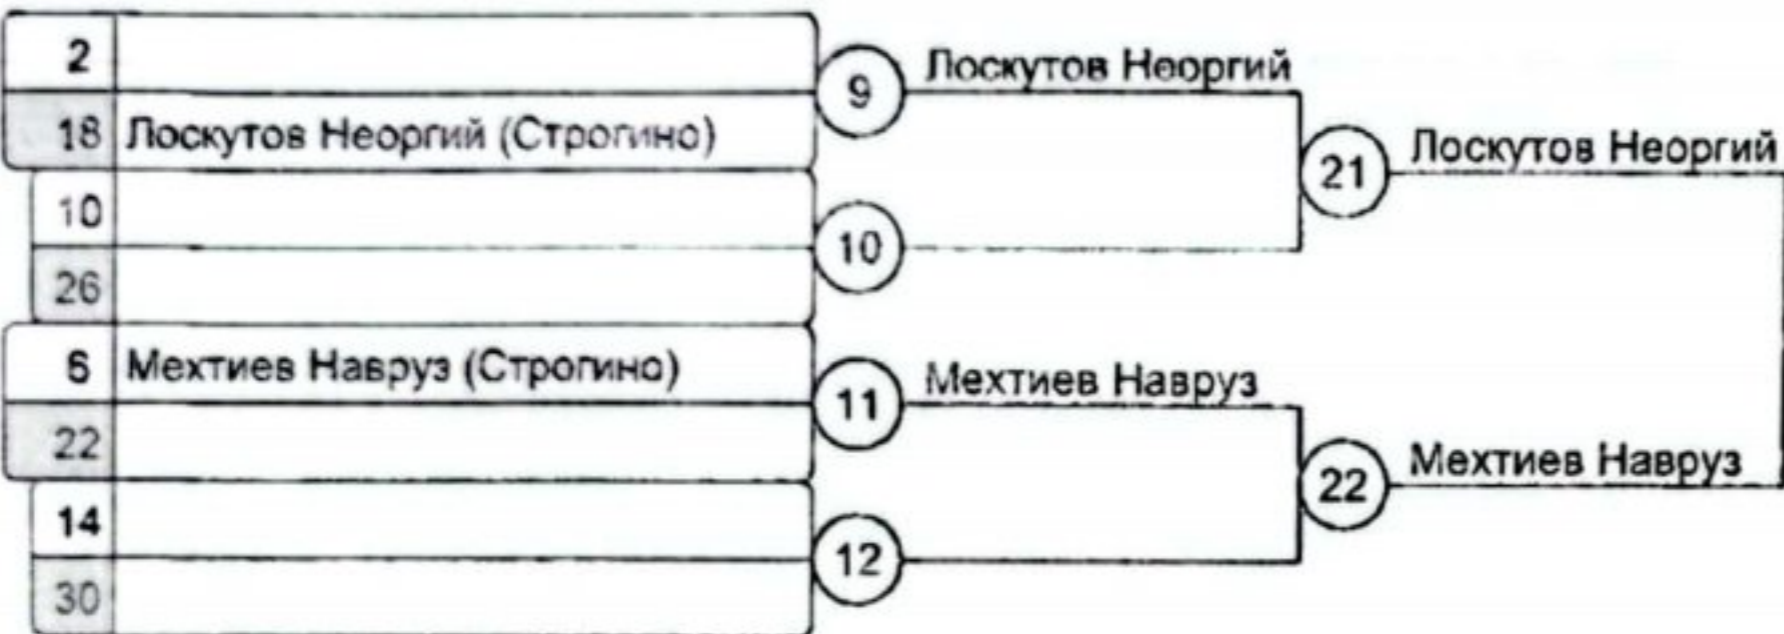 2
9
Лоскутов Неоргий
18 Лоскутов Неоргий (Строгино)
21
Лоскутов Неоргий
10
10
26
6 Мехтиев Навруз (Строгино)
11
Мехтиев Навруз
22
22
Мехтиев Навруз
14
12
30